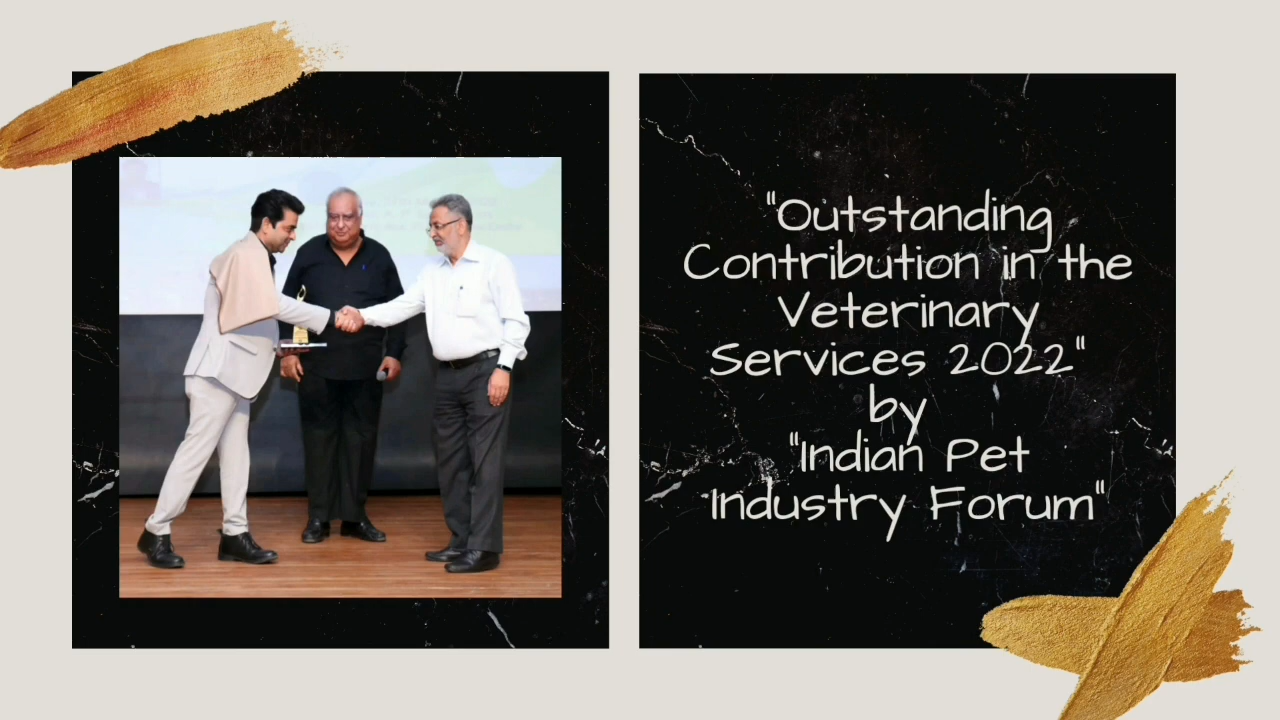 "Outstanding
Contribution in the
Veterinary
Services 2022"
by
"Indian Pet
Industry Forum"